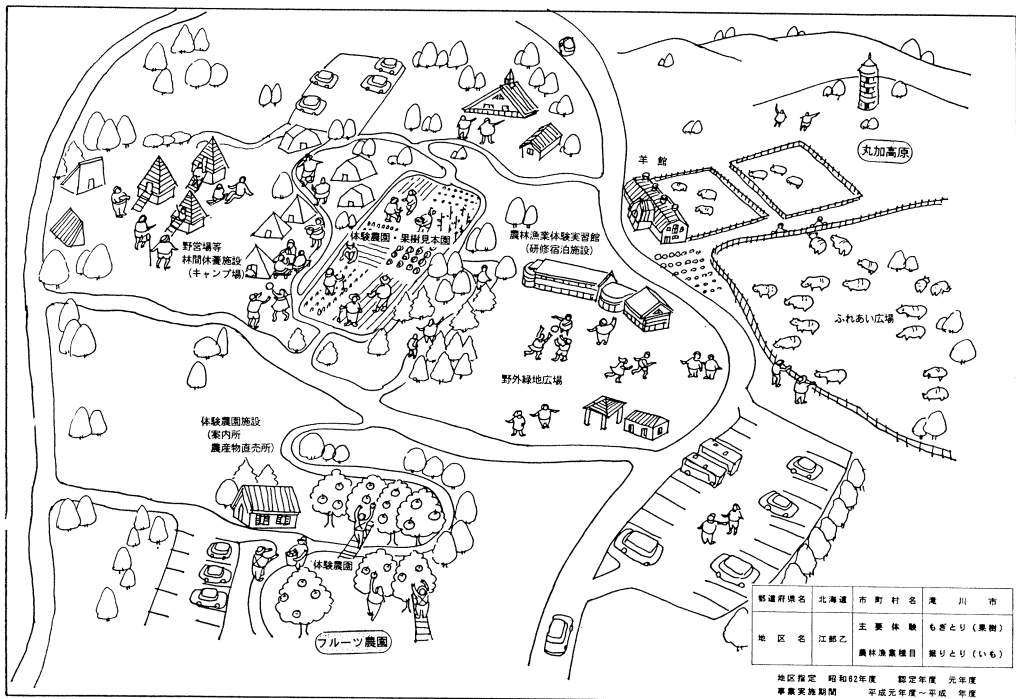 丸加高原
羊館
体験農園・果樹見本園
農林漁業体験実習館
(研修宿泊施設)
野営場等
林間休養施設
(キャンプ場)
ふれあい広場
野外緑地広場
体験農園施設
(案内所
農産物直売所)
体験農園
フルーツ農園
都道府県名 北海道 市町村名 滝川市
地区名 江部乙 主要体験 もぎとり(果樹)
農林漁業種目 掘りとり(いも)
地区指定 昭和62年度 認定年度 元年度
事業実施期間 平成元年度~平成 年度